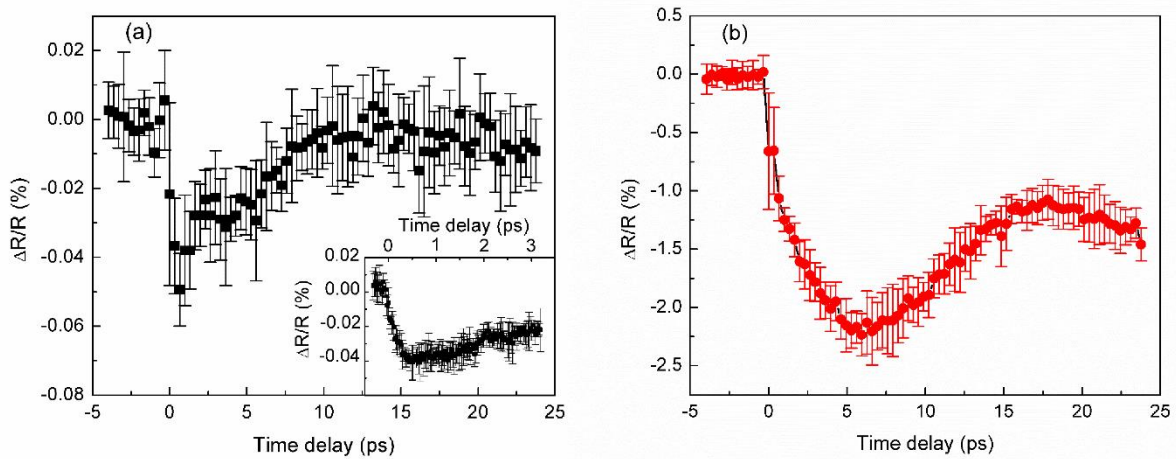 (a)
0.02
0.00
-0.02
-0.04
-0.06
-0.08
ΔR/R (%)
-5 0 5 10 15 20 25
Time delay (ps)
Time delay (ps)
0 1 2 3
0.02
0.00
-0.02
-0.04
ΔR/R (%)
(b)
0.5
0.0
-0.5
-1.0
-1.5
-2.0
-2.5
ΔR/R (%)
-5 0 5 10 15 20 25
Time delay (ps)